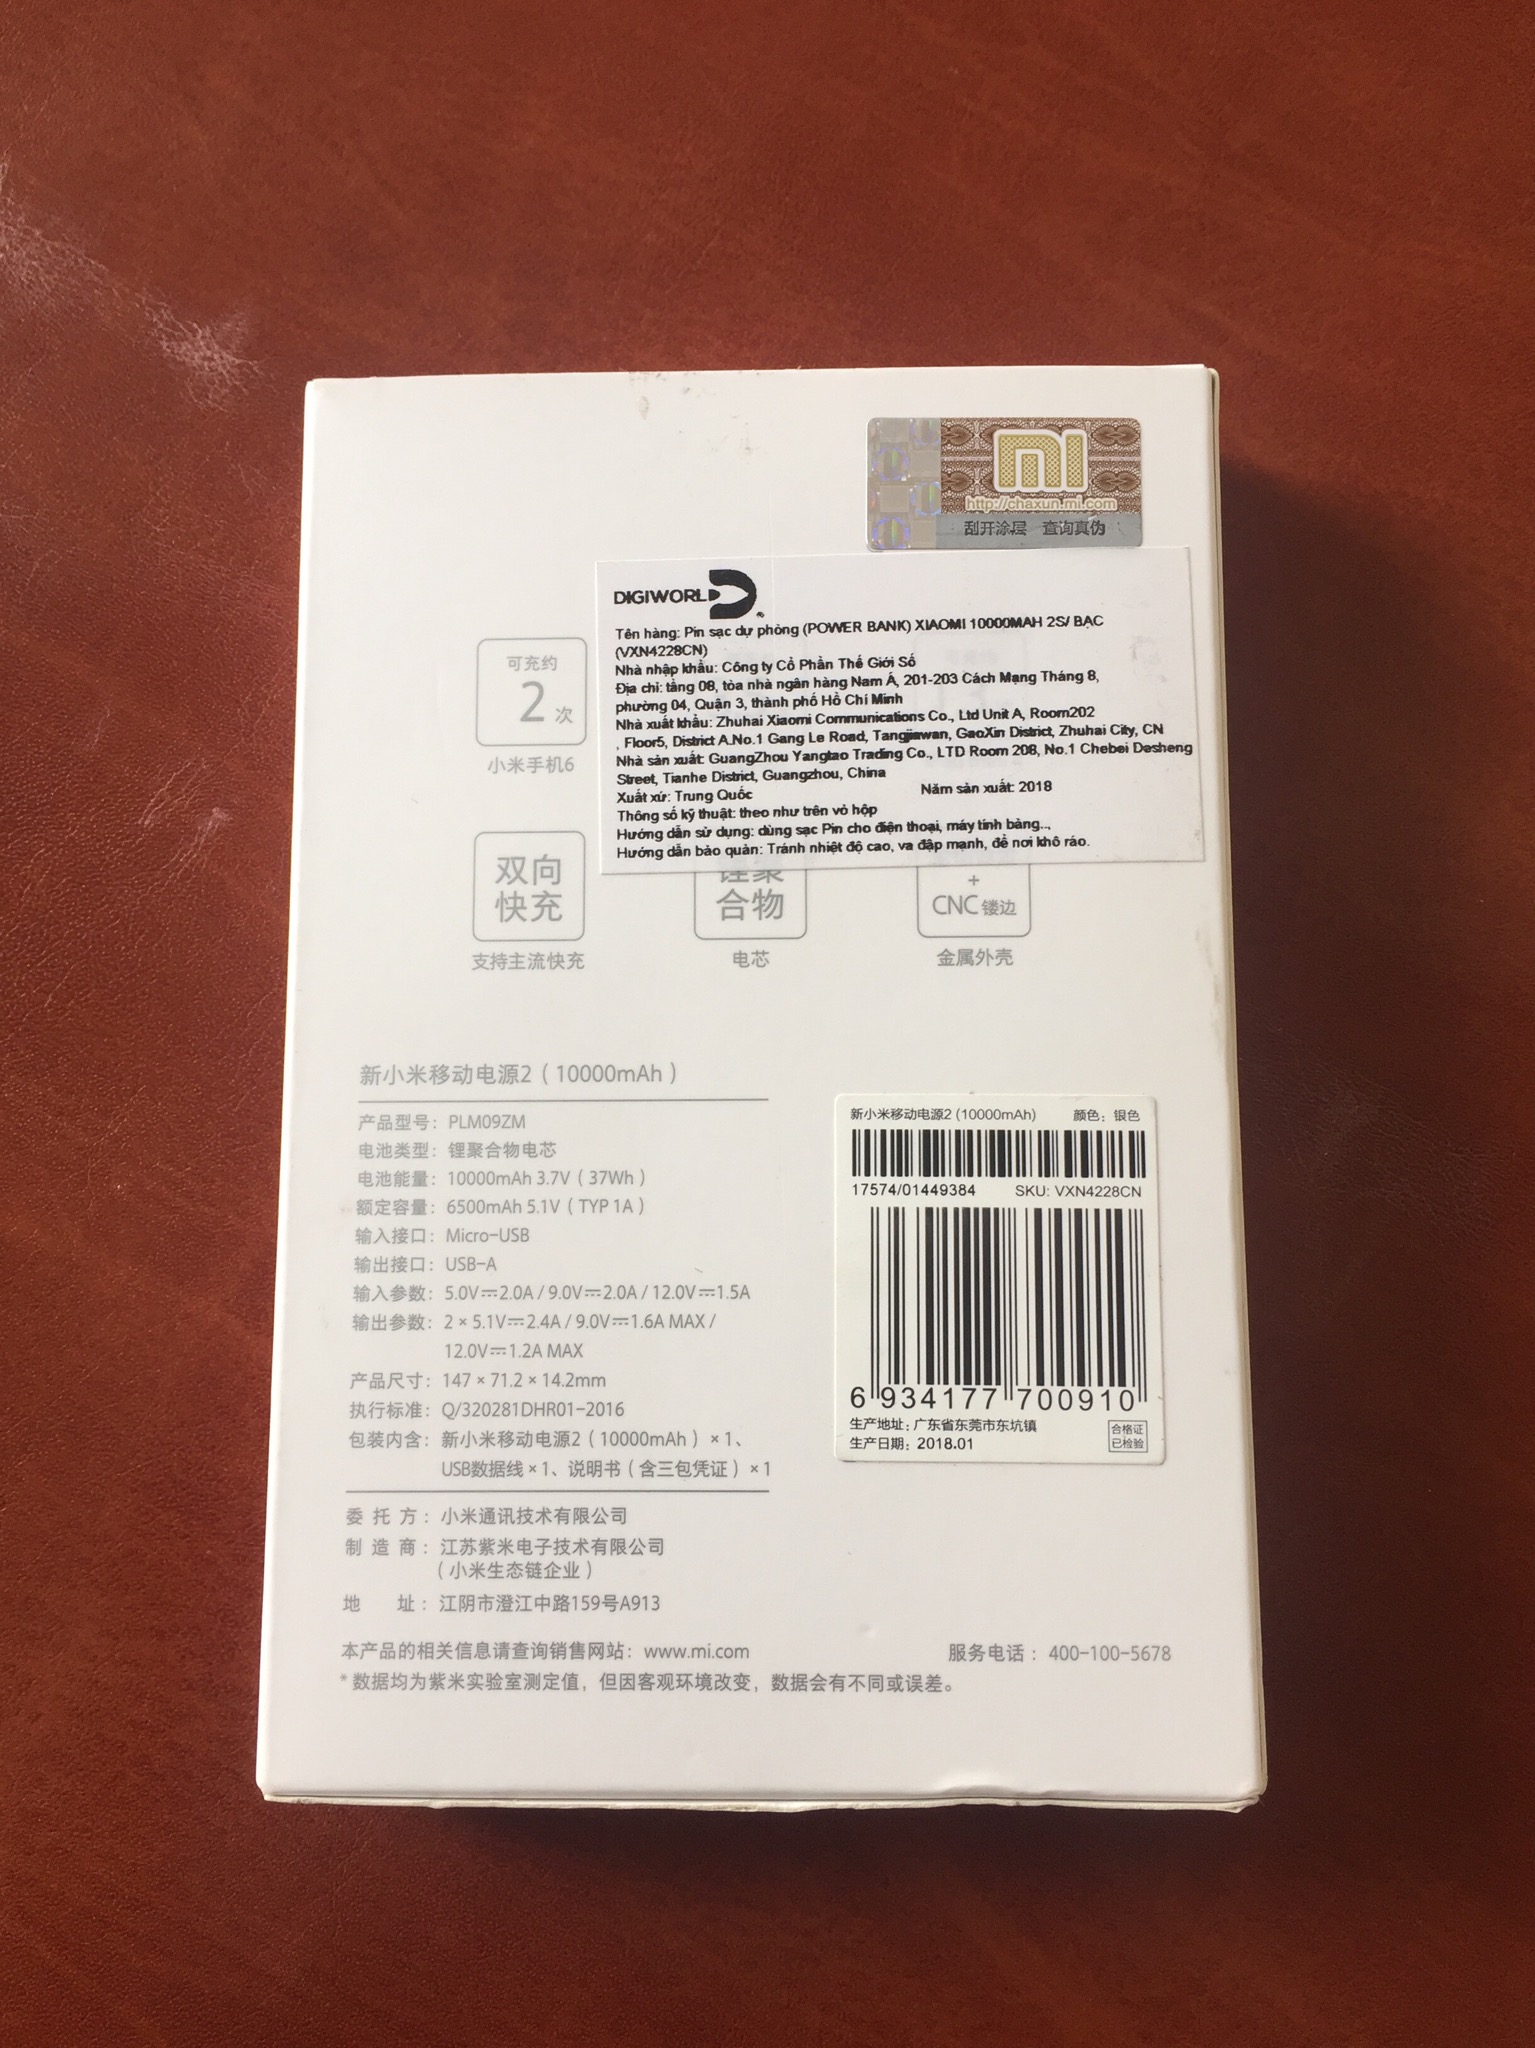 mi
http://chaxun.mi.com
刮开涂层 查询真伪
DIGIWORLD
Tên hàng: Pin sạc dự phòng (POWER BANK) XIAOMI 10000MAH 2S/ BẠC
(VXN4228CN)
Nhà nhập khẩu: Công ty Cổ Phần Thế Giới Số
Địa chỉ: tầng 08, tòa nhà ngân hàng Nam Á, 201-203 Cách Mạng Tháng 8,
phường 04, Quận 3, thành phố Hồ Chí Minh
Nhà xuất khẩu: Zhuhai Xiaomi Communications Co., Ltd Unit A, Room202
, Floor5, District A.No.1 Gang Le Road, Tangjiawan, GaoXin District, Zhuhai City, CN
Nhà sản xuất: GuangZhou Yangtao Trading Co., LTD Room 208, No.1 Chebei Desheng
Street, Tianhe District, Guangzhou, China
Xuất xứ: Trung Quốc Năm sản xuất: 2018
Thông số kỹ thuật: theo như trên vỏ hộp
Hướng dẫn sử dụng: dùng sạc Pin cho điện thoại, máy tính bảng...,
Hướng dẫn bảo quản: Tránh nhiệt độ cao, va đập mạnh, để nơi khô ráo.
可充约
2次
小米手机6
双向
快充
支持主流快充
锂聚
合物
电芯
+
CNC镂边
金属外壳
新小米移动电源2（10000mAh）
产品型号：PLM09ZM
电池类型：锂聚合物电芯
电池能量：10000mAh 3.7V（37Wh）
额定容量：6500mAh 5.1V（TYP 1A）
输入接口：Micro-USB
输出接口：USB-A
输入参数：5.0V⎓2.0A / 9.0V⎓2.0A / 12.0V⎓1.5A
输出参数：2 × 5.1V⎓2.4A / 9.0V⎓1.6A MAX /
12.0V⎓1.2A MAX
产品尺寸：147 × 71.2 × 14.2mm
执行标准：Q/320281DHR01-2016
包装内含：新小米移动电源2（10000mAh）× 1、
USB数据线 × 1、说明书（含三包凭证）× 1
委 托 方：小米通讯技术有限公司
制 造 商：江苏紫米电子技术有限公司
（小米生态链企业）
地 址：江阴市澄江中路159号A913
本产品的相关信息请查询销售网站：www.mi.com 服务电话：400-100-5678
* 数据均为紫米实验室测定值，但因客观环境改变，数据会有不同或误差。
新小米移动电源2 (10000mAh) 颜色：银色
17574/01449384 SKU: VXN4228CN
6 934177 700910
生产地址：广东省东莞市东坑镇
生产日期：2018.01
合格证
已检验